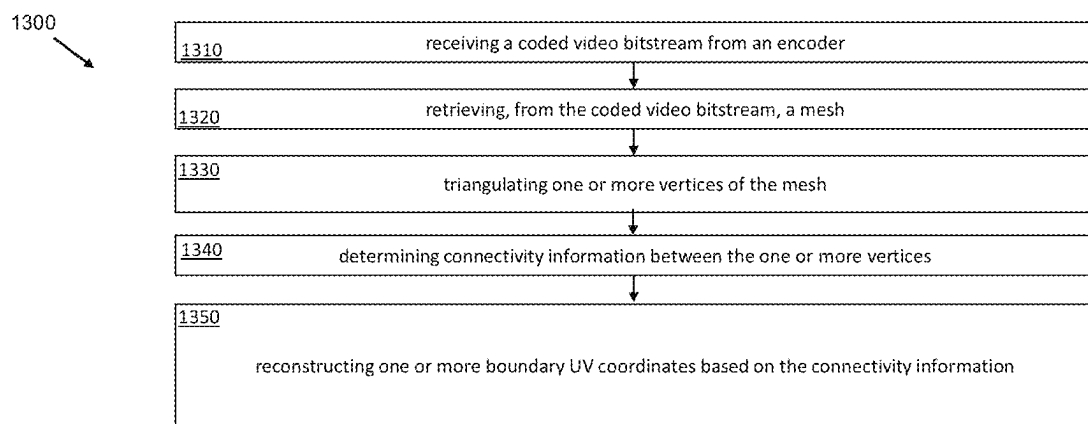 1300
1310
receiving a coded video bitstream from an encoder
1320
retrieving, from the coded video bitstream, a mesh
1330
triangulating one or more vertices of the mesh
1340
determining connectivity information between the one or more vertices
1350
reconstructing one or more boundary UV coordinates based on the connectivity information